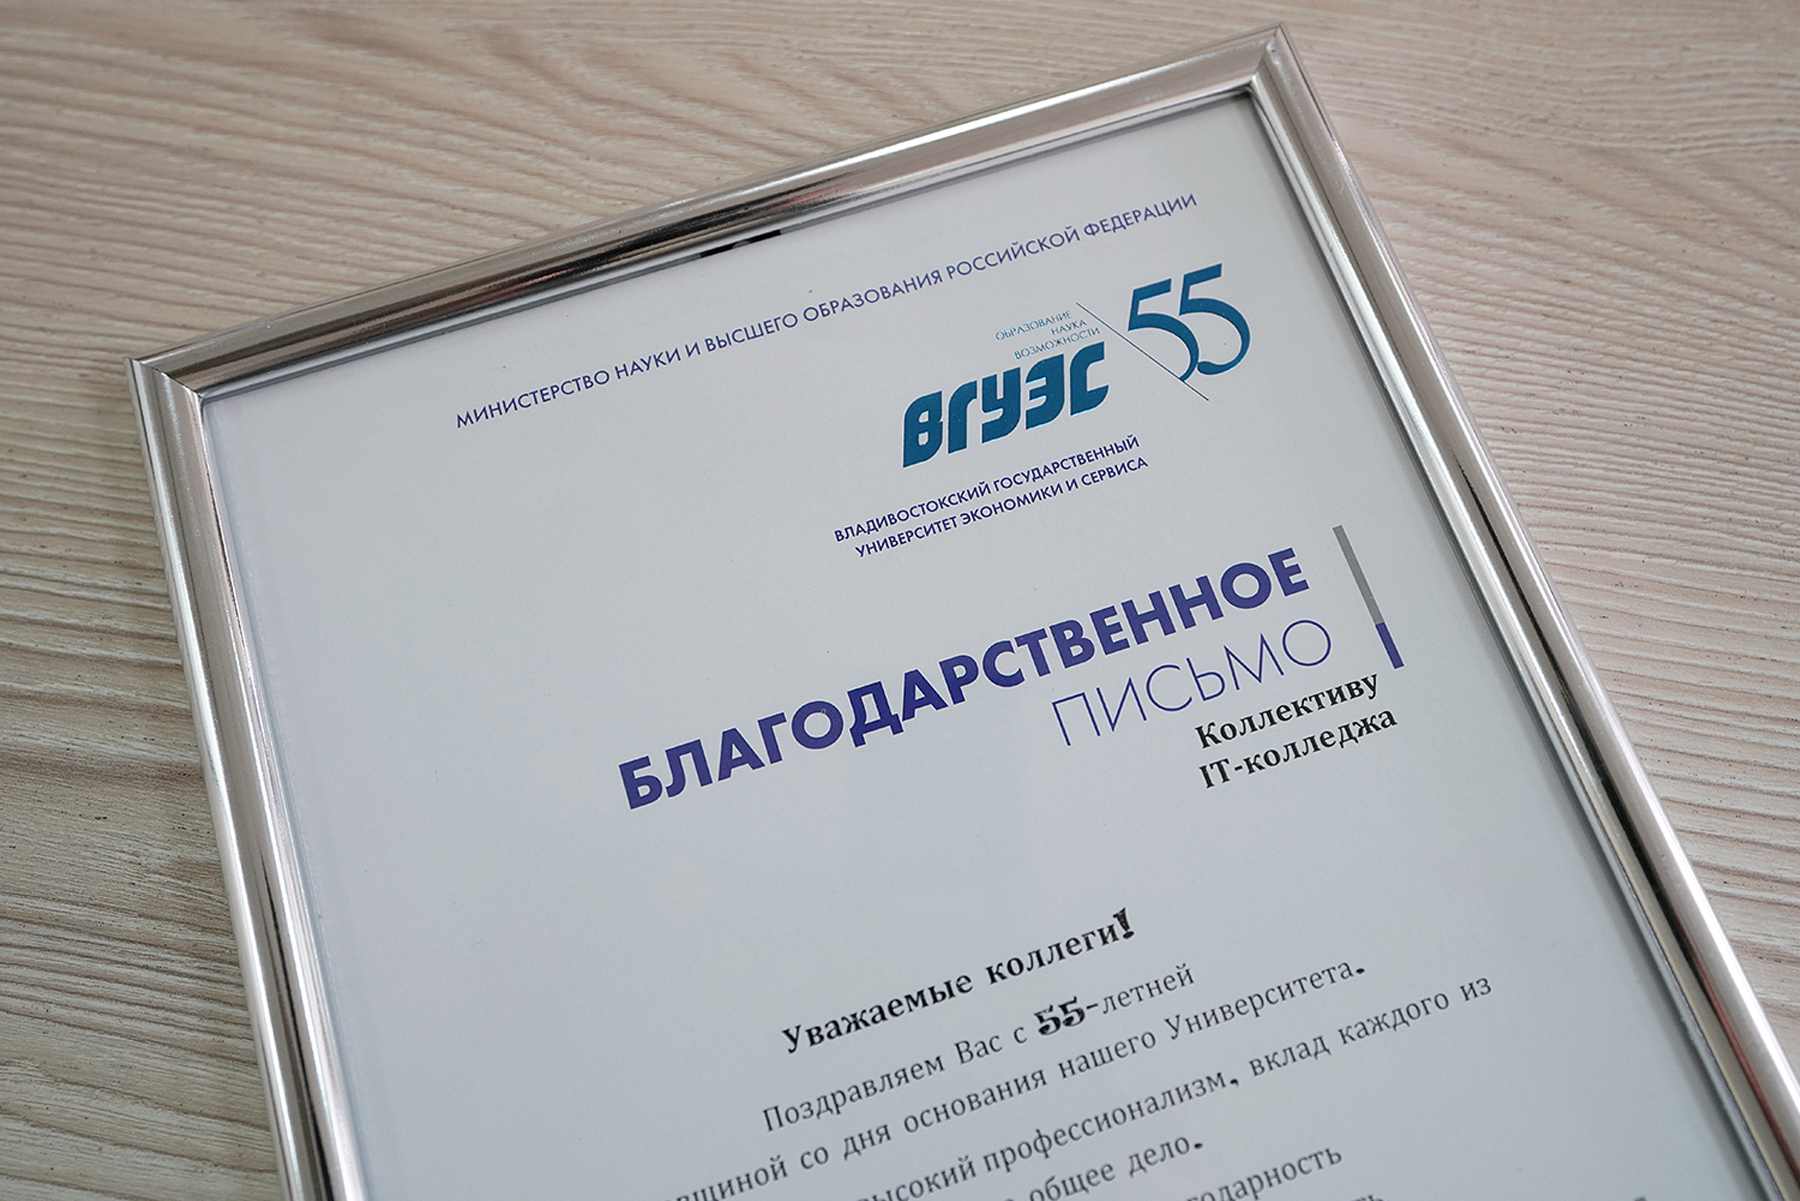 МИНИСТЕРСТВО НАУКИ И ВЫСШЕГО ОБРАЗОВАНИЯ РОССИЙСКОЙ ФЕДЕРАЦИИ
ОБРАЗОВАНИЕ
НАУКА
ВОЗМОЖНОСТИ
ВГУЭС 55
ВЛАДИВОСТОКСКИЙ ГОСУДАРСТВЕННЫЙ
УНИВЕРСИТЕТ ЭКОНОМИКИ И СЕРВИСА
БЛАГОДАРСТВЕННОЕ
ПИСЬМО
Коллективу
IT-колледжа
Уважаемые коллеги!
Поздравляем Вас с 55-летней
со дня основания нашего Университета.
профессионализм, вклад каждого из
общее дело.